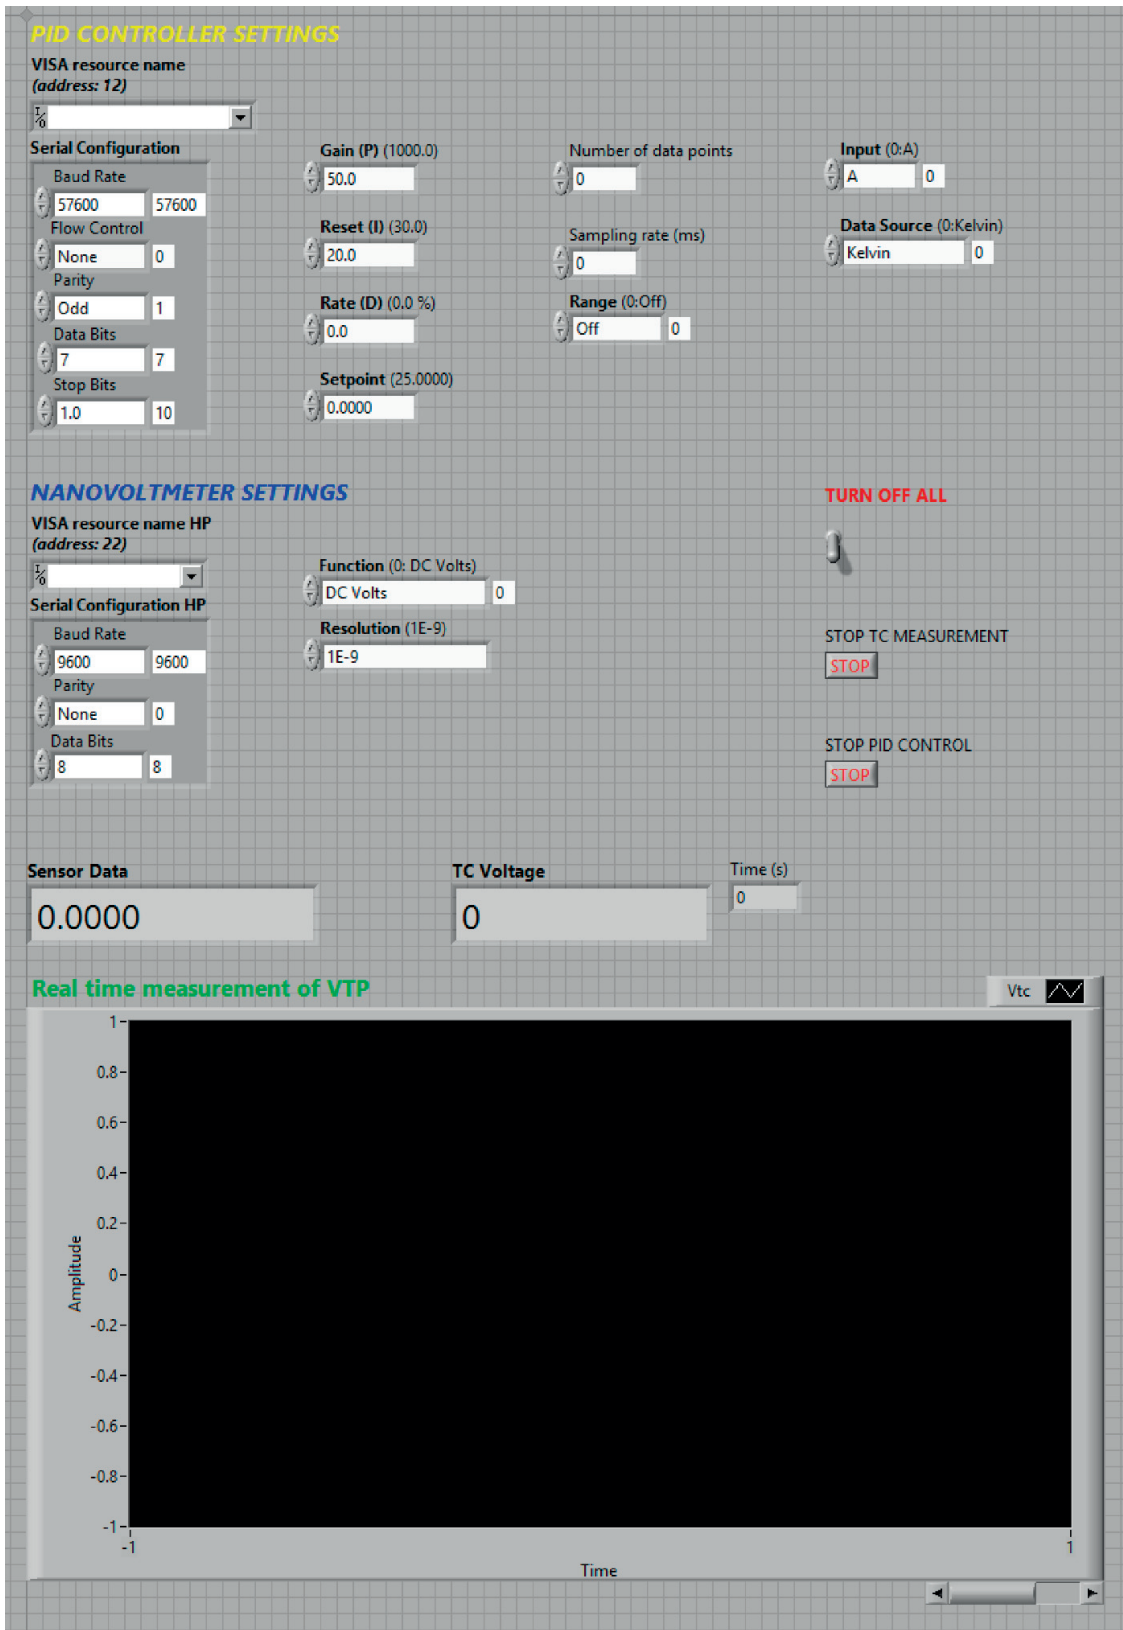 PID CONTROLLER SETTINGS
VISA resource name
(address: 12)
I/O
Serial Configuration
Baud Rate
57600 57600
Flow Control
None 0
Parity
Odd 1
Data Bits
7 7
Stop Bits
1.0 10
Gain (P) (1000.0)
50.0
Reset (I) (30.0)
20.0
Rate (D) (0.0 %)
0.0
Setpoint (25.0000)
0.0000
Number of data points
0
Sampling rate (ms)
0
Range (0:Off)
Off 0
Input (0:A)
A 0
Data Source (0:Kelvin)
Kelvin 0
NANOVOLTMETER SETTINGS
VISA resource name HP
(address: 22)
I/O
Serial Configuration HP
Baud Rate
9600 9600
Parity
None 0
Data Bits
8 8
Function (0: DC Volts)
DC Volts 0
Resolution (1E-9)
1E-9
TURN OFF ALL
STOP TC MEASUREMENT
STOP
STOP PID CONTROL
STOP
Sensor Data
0.0000
TC Voltage
0
Time (s)
0
Real time measurement of VTP
Vtc
1
0.8
0.6
0.4
0.2
0
-0.2
-0.4
-0.6
-0.8
-1
Amplitude
-1 1
Time